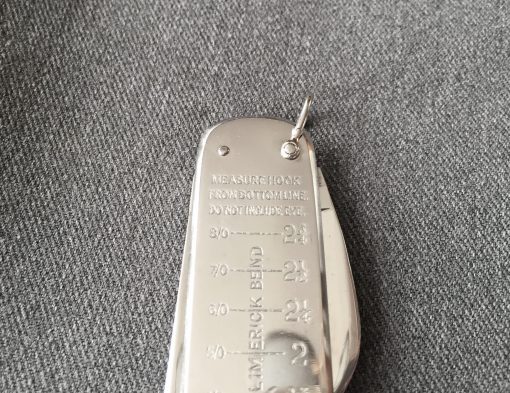 MEASURE HOOK
FROM BOTTOM LINE.
DO NOT INCLUDE EYE.
8/0 2¾
7/0 2½
6/0 2¼
5/0 2
LIMERICK BEND